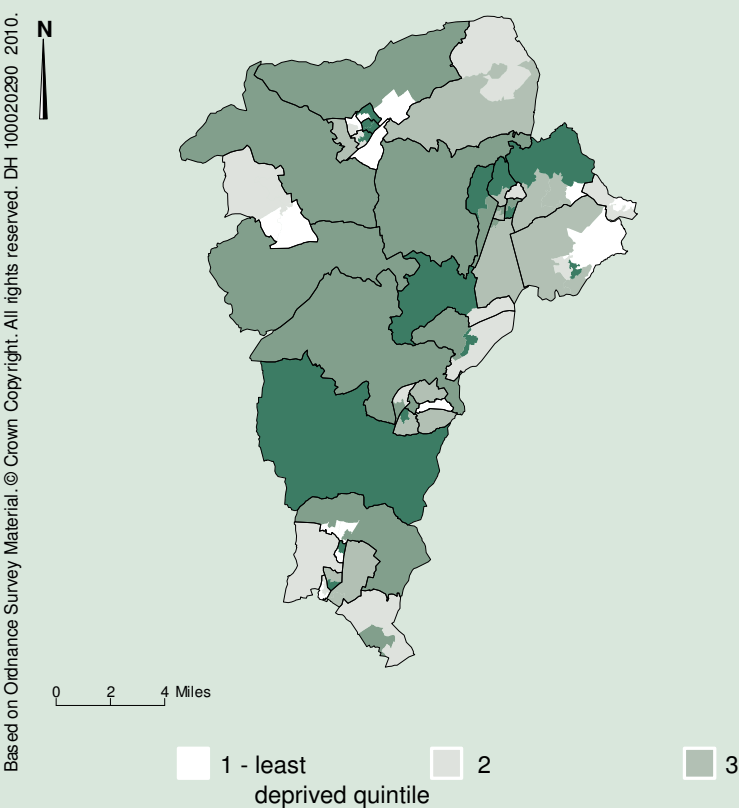 Based on Ordnance Survey Material. © Crown Copyright. All rights reserved. DH 100020290 2010.
N
0 2 4 Miles
1 - least
deprived quintile
2
3